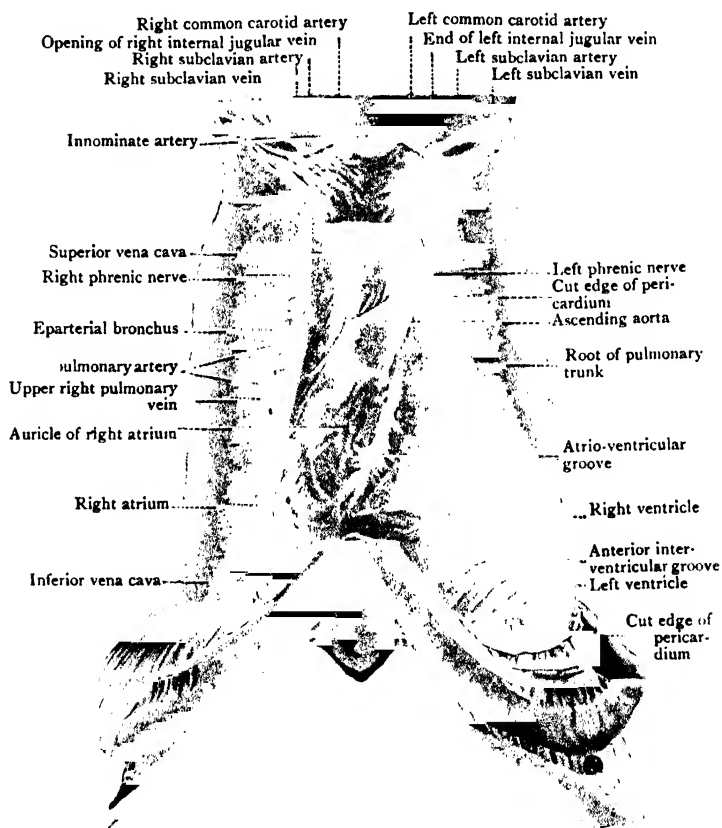 Right common carotid artery
Opening of right internal jugular vein
Right subclavian artery
Right subclavian vein
Left common carotid artery
End of left internal jugular vein
Left subclavian artery
Left subclavian vein
Innominate artery
Superior vena cava
Right phrenic nerve
Eparterial bronchus
pulmonary artery
Upper right pulmonary
vein
Auricle of right atrium
Right atrium
Inferior vena cava
Left phrenic nerve
Cut edge of peri-
cardium
Ascending aorta
Root of pulmonary
trunk
Atrio-ventricular
groove
Right ventricle
Anterior inter-
ventricular groove
Left ventricle
Cut edge of
pericar-
dium